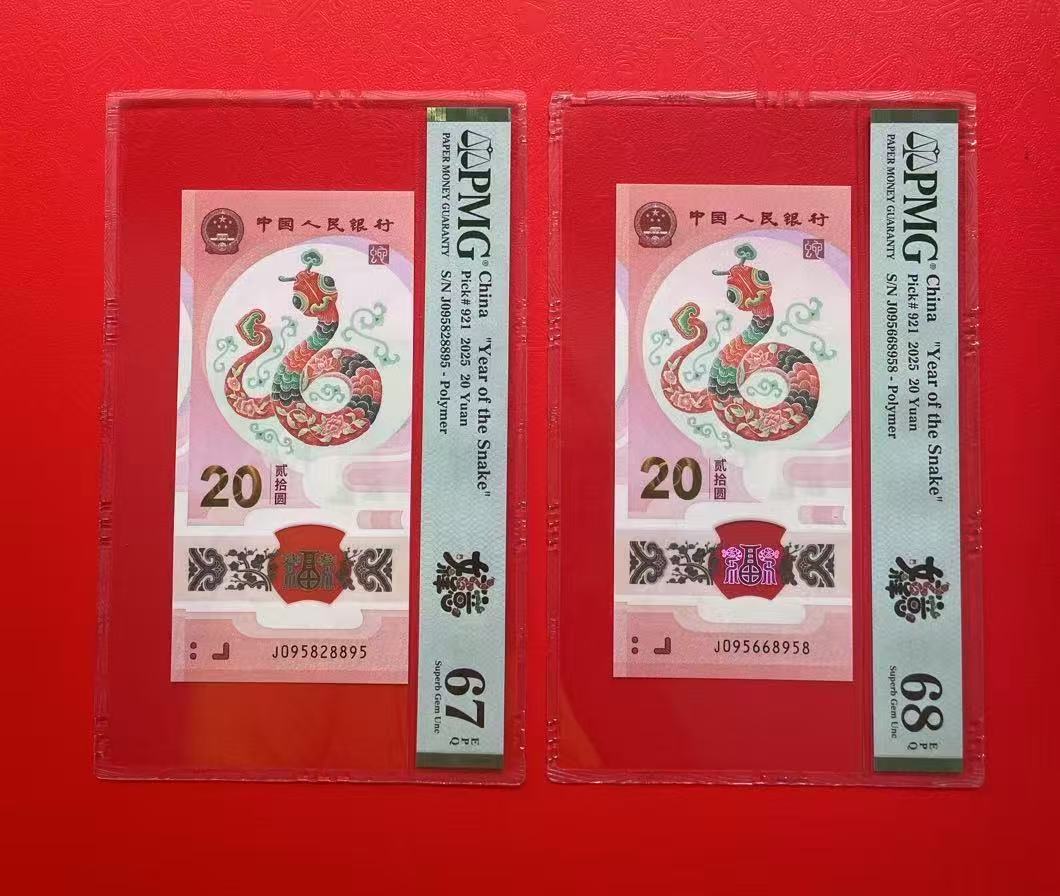 中国人民银行
20
贰拾圆
J095828895
PMG®
PAPER MONEY GUARANTY
China "Year of the Snake"
Pick# 921 2025 20 Yuan
S/N J095828895 - Polymer
67 EPQ
Superb Gem Unc
中国人民银行
20
贰拾圆
福
J095668958
PMG®
PAPER MONEY GUARANTY
China "Year of the Snake"
Pick# 921 2025 20 Yuan
S/N J095668958 - Polymer
68 EPQ
Superb Gem Unc